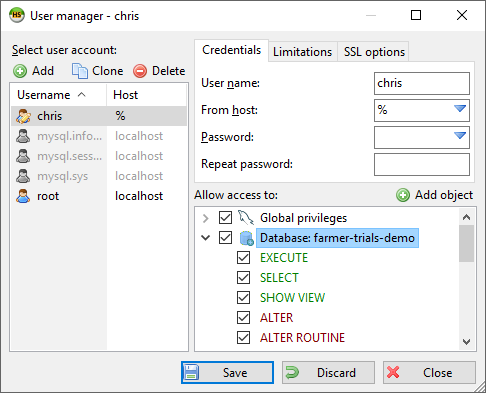 HS
User manager - chris
Select user account:
Add Clone Delete
Username Host
chris %
mysql.info... localhost
mysql.sess... localhost
mysql.sys localhost
root localhost
Credentials Limitations SSL options
User name: chris
From host: %
Password:
Repeat password:
Allow access to: Add object
Global privileges
Database: farmer-trials-demo
EXECUTE
SELECT
SHOW VIEW
ALTER
ALTER ROUTINE
Save Discard Close